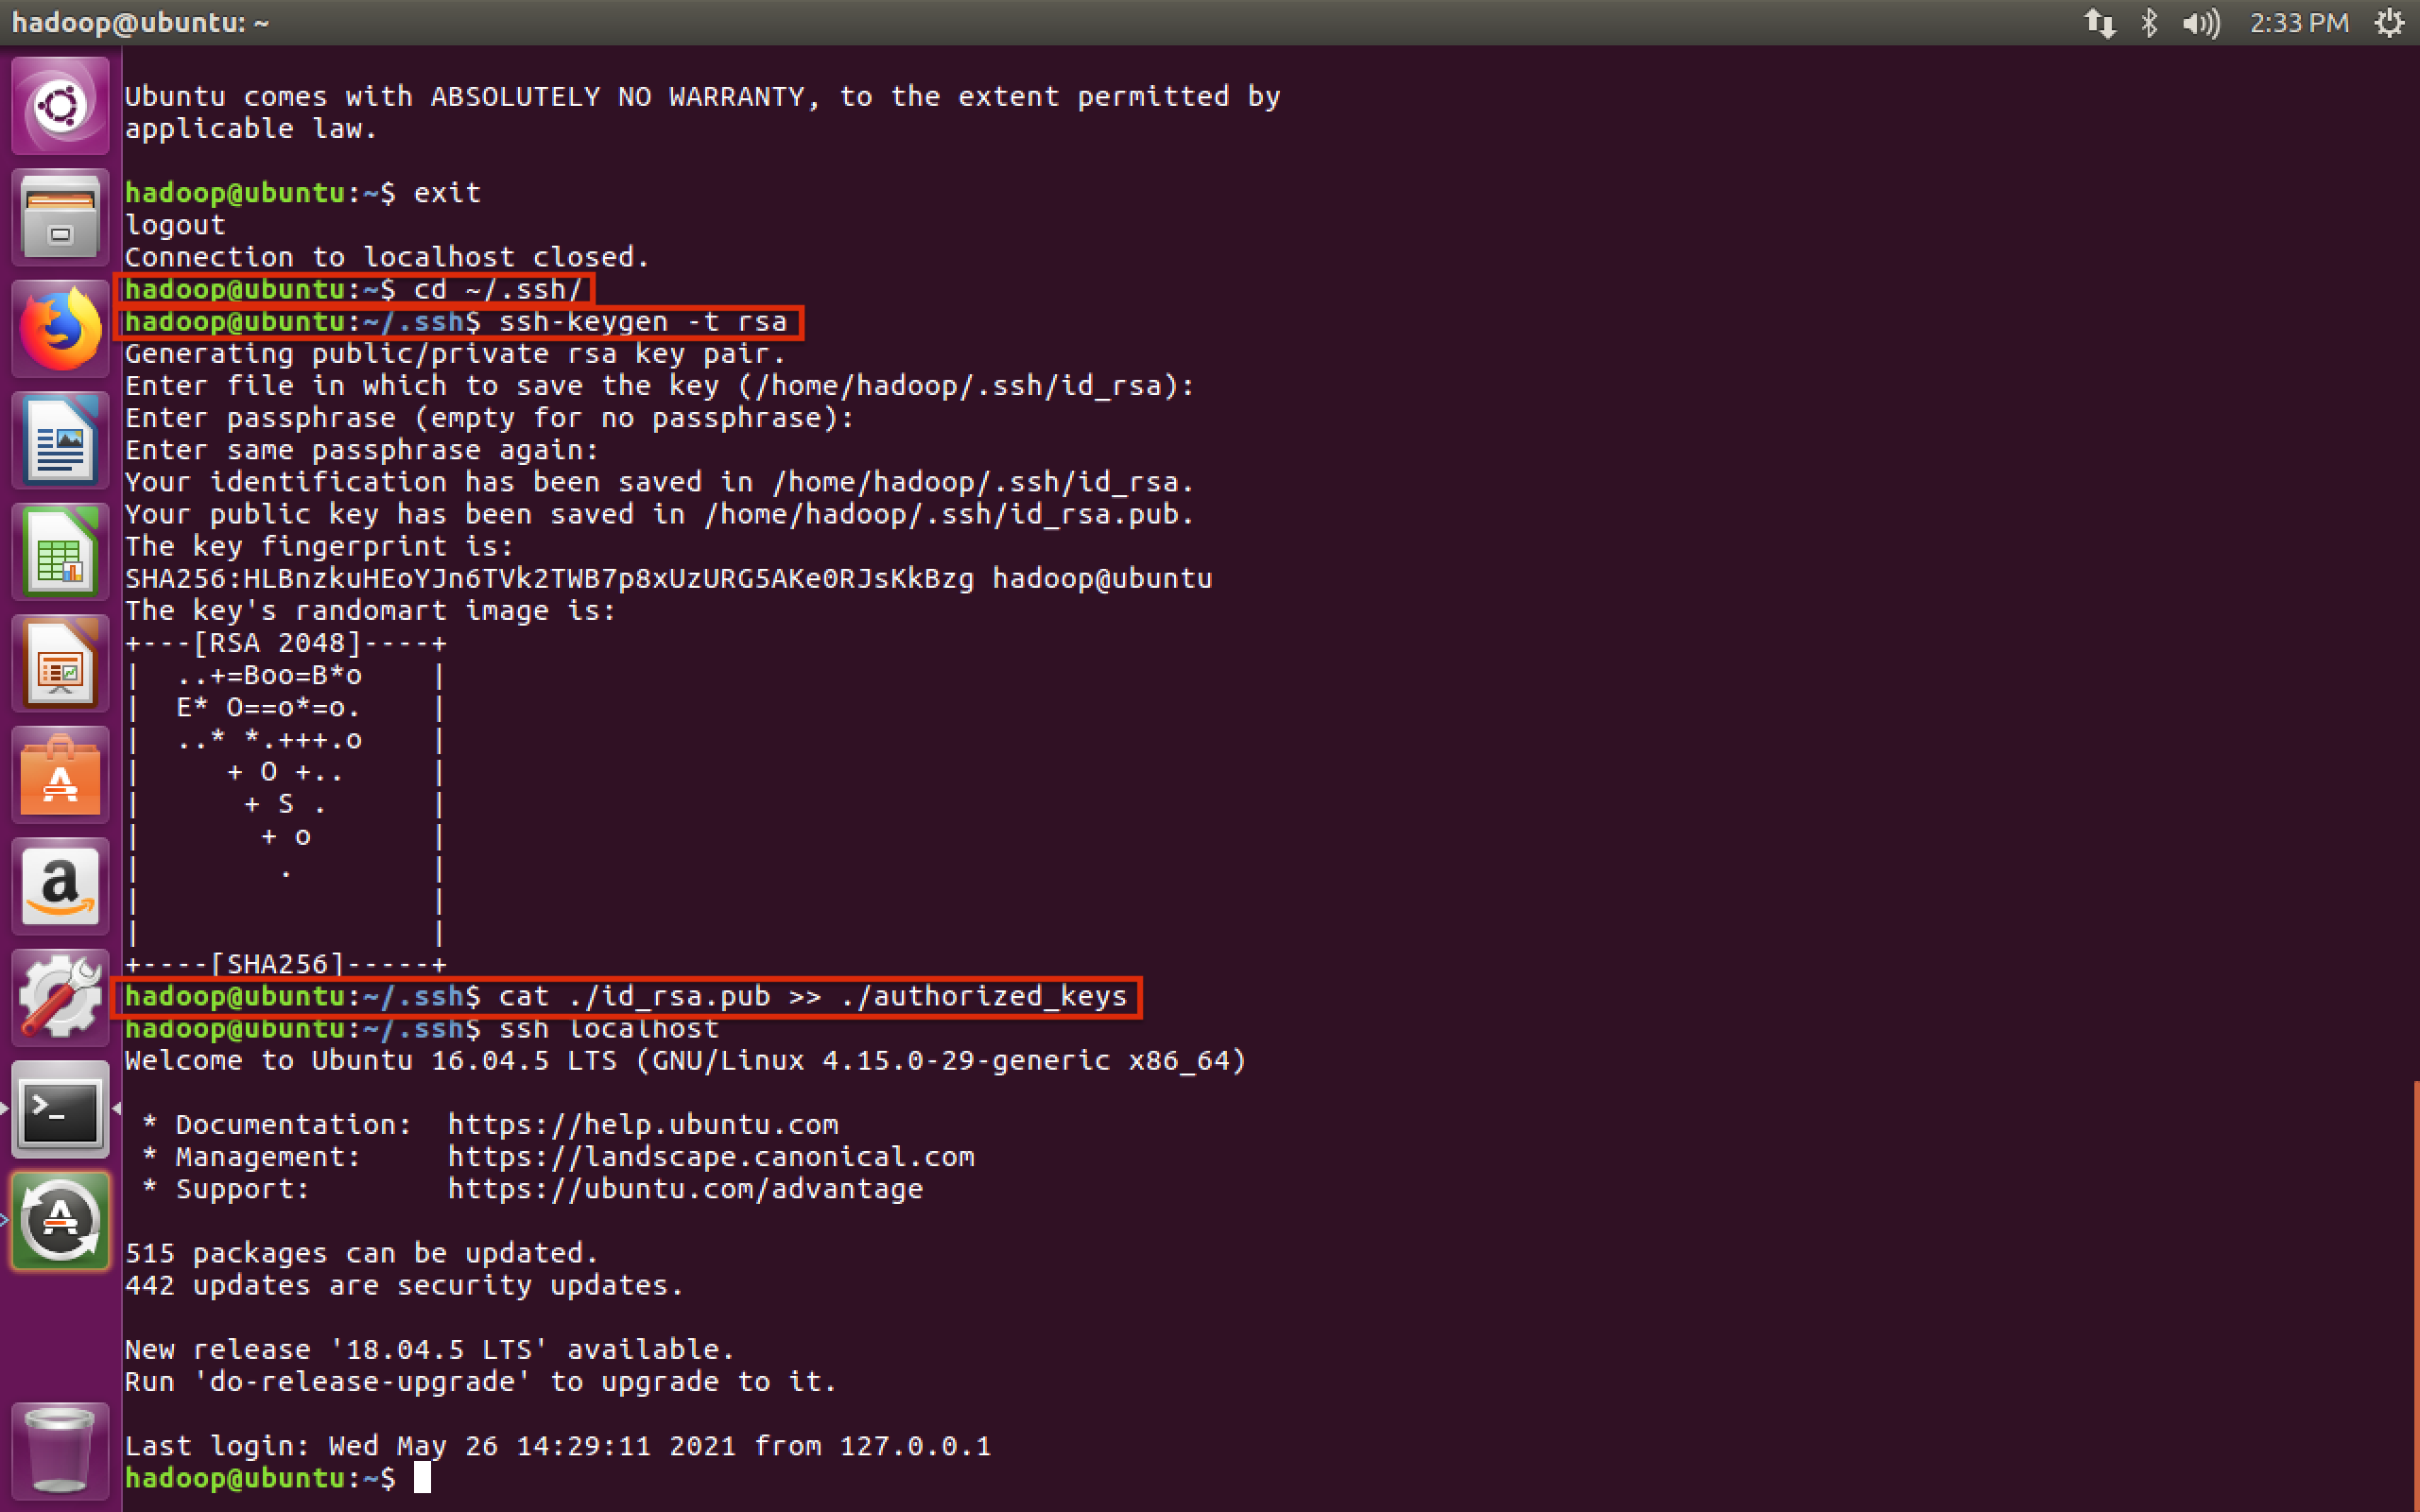 hadoop@ubuntu: ~
2:33 PM
Ubuntu comes with ABSOLUTELY NO WARRANTY, to the extent permitted by
applicable law.
hadoop@ubuntu:~$ exit
logout
Connection to localhost closed.
hadoop@ubuntu:~$ cd ~/.ssh/
hadoop@ubuntu:~/.ssh$ ssh-keygen -t rsa
Generating public/private rsa key pair.
Enter file in which to save the key (/home/hadoop/.ssh/id_rsa):
Enter passphrase (empty for no passphrase):
Enter same passphrase again:
Your identification has been saved in /home/hadoop/.ssh/id_rsa.
Your public key has been saved in /home/hadoop/.ssh/id_rsa.pub.
The key fingerprint is:
SHA256:HLBnzkuHEoYJn6TVk2TWB7p8xUzURG5AKe0RJsKkBzg hadoop@ubuntu
The key's randomart image is:
+---[RSA 2048]----+
|  ..+=Boo=B*o    |
|  E* O==o*=o.    |
|  ..* *.+++.o    |
|     + O +..     |
|      + S .      |
|       + o       |
|        .        |
|                 |
|                 |
+----[SHA256]-----+
hadoop@ubuntu:~/.ssh$ cat ./id_rsa.pub >> ./authorized_keys
hadoop@ubuntu:~/.ssh$ ssh localhost
Welcome to Ubuntu 16.04.5 LTS (GNU/Linux 4.15.0-29-generic x86_64)
* Documentation:  https://help.ubuntu.com
* Management:     https://landscape.canonical.com
* Support:        https://ubuntu.com/advantage
515 packages can be updated.
442 updates are security updates.
New release '18.04.5 LTS' available.
Run 'do-release-upgrade' to upgrade to it.
Last login: Wed May 26 14:29:11 2021 from 127.0.0.1
hadoop@ubuntu:~$